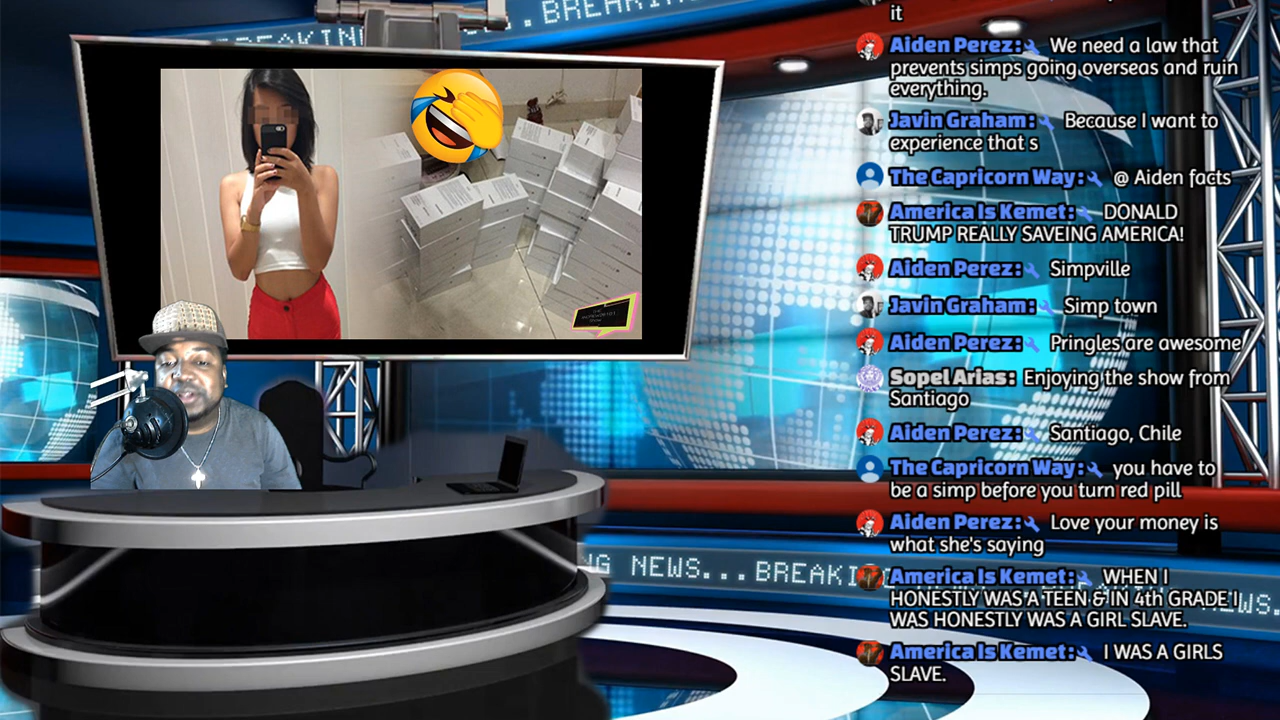 ..BREAKING
BREAKING
it
Aiden Perez: We need a law that
prevents simps going overseas and ruin
everything.
Javin Graham: Because I want to
experience that s
The Capricorn Way: @ Aiden facts
America Is Kemet: DONALD
TRUMP REALLY SAVEING AMERICA!
Aiden Perez: Simpville
Javin Graham: Simp town
Aiden Perez: Pringles are awesome
Sopel Arias: Enjoying the show from
Santiago
Aiden Perez: Santiago, Chile
The Capricorn Way: you have to
be a simp before you turn red pill
Aiden Perez: Love your money is
what she's saying
America Is Kemet: WHEN I
HONESTLY WAS A TEEN & IN 4th GRADE I
WAS HONESTLY WAS A GIRL SLAVE.
America Is Kemet: I WAS A GIRLS
SLAVE.
NG NEWS...BREAKI NEWS.